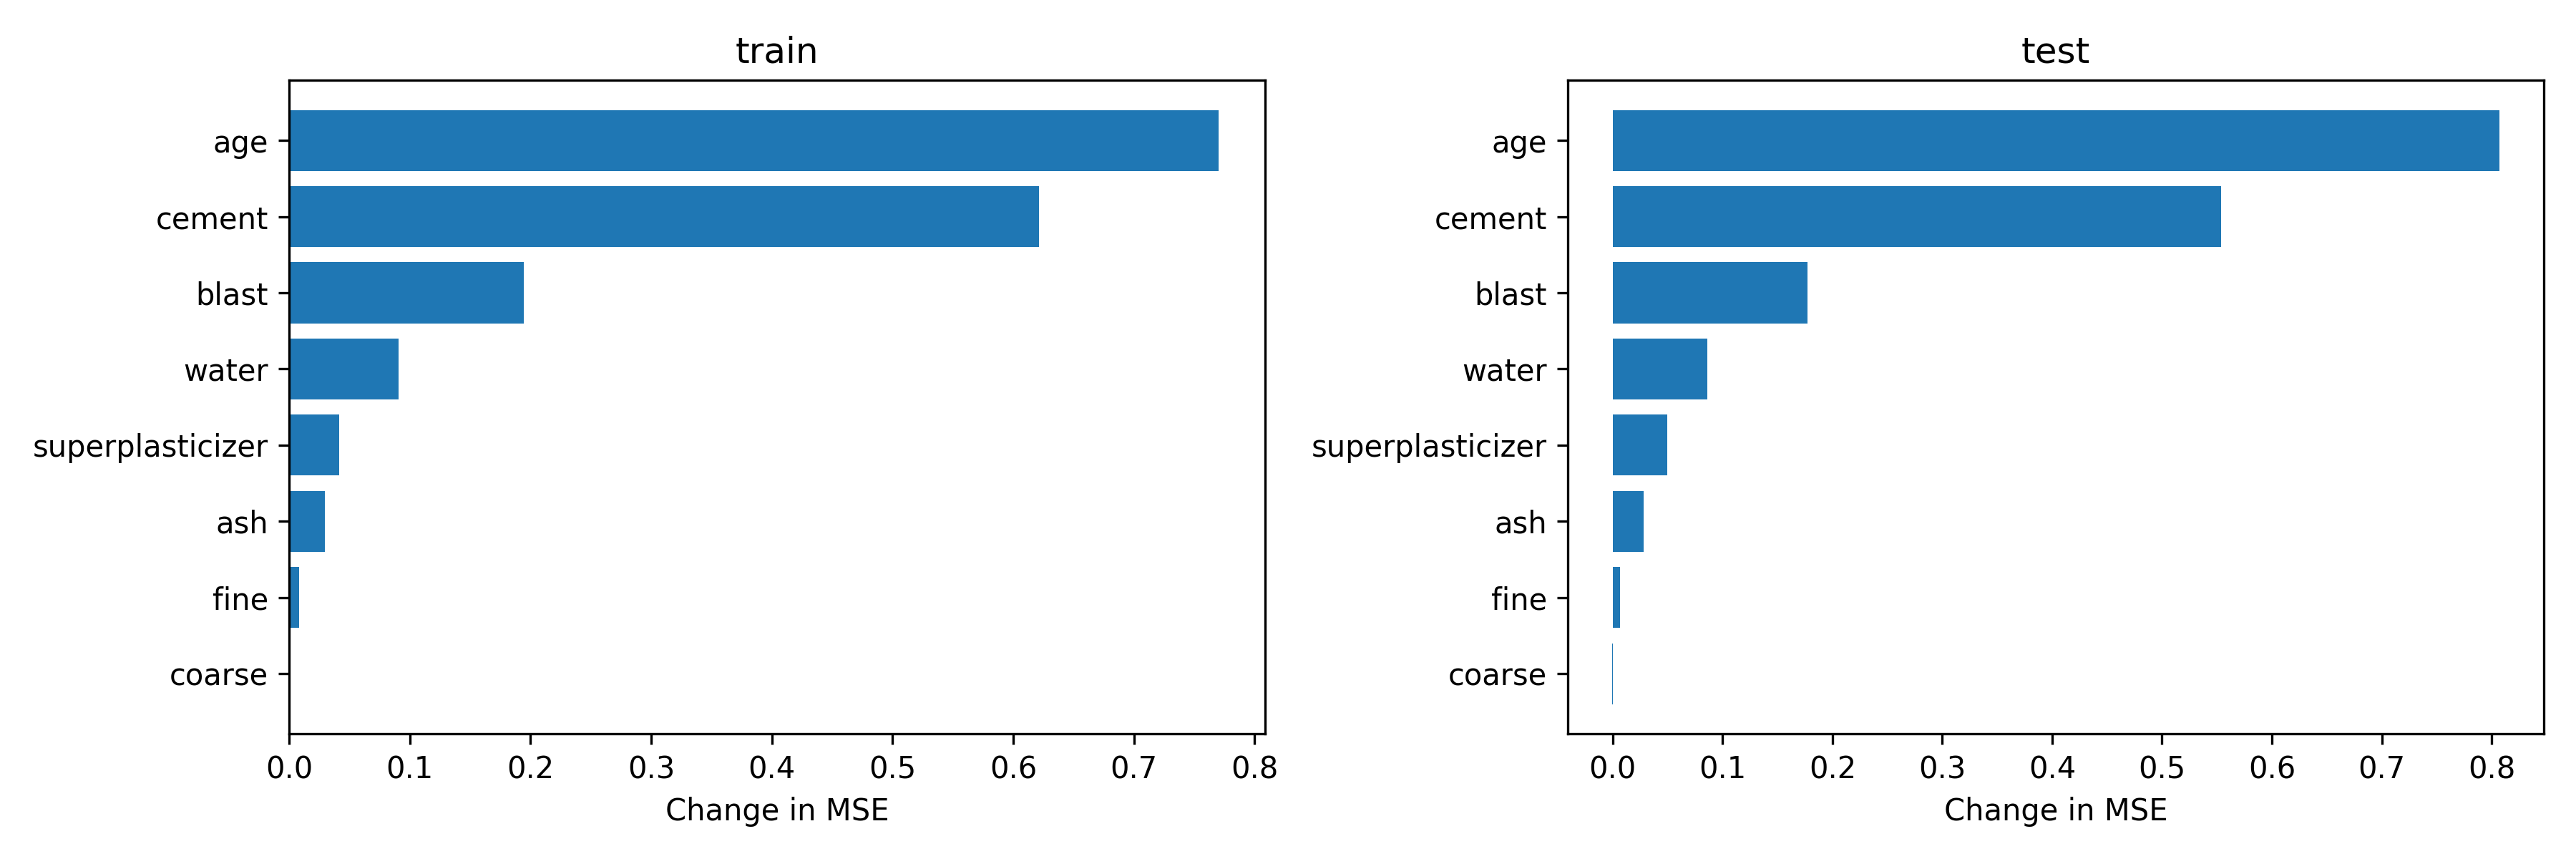 train
age
cement
blast
water
superplasticizer
ash
fine
coarse
0.0 0.1 0.2 0.3 0.4 0.5 0.6 0.7 0.8
Change in MSE
test
age
cement
blast
water
superplasticizer
ash
fine
coarse
0.0 0.1 0.2 0.3 0.4 0.5 0.6 0.7 0.8
Change in MSE